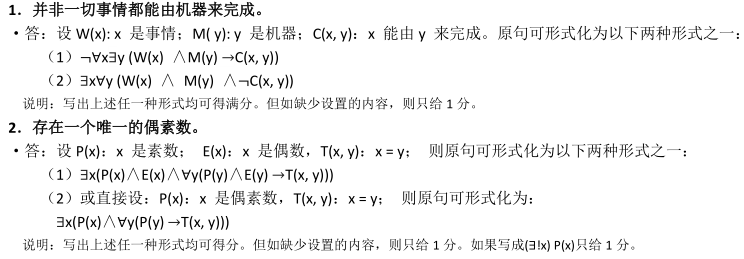 1. 并非一切事情都能由机器来完成。
• 答：设 W(x): x 是事情; M( y): y 是机器; C(x, y): x 能由 y 来完成。原句可形式化为以下两种形式之一：
（1）¬∀x∃y (W(x) ∧M(y) →C(x, y))
（2）∃x∀y (W(x) ∧ M(y) ∧¬C(x, y))
说明：写出上述任一种形式均可得满分。但如缺少设置的内容，则只给 1 分。
2. 存在一个唯一的偶素数。
• 答：设 P(x)：x 是素数； E(x)：x 是偶数，T(x, y)：x = y； 则原句可形式化为以下两种形式之一：
（1）∃x(P(x)∧E(x)∧∀y(P(y)∧E(y) →T(x, y)))
（2）或直接设：P(x)：x 是偶素数，T(x, y)：x = y； 则原句可形式化为:
∃x(P(x)∧∀y(P(y) →T(x, y)))
说明：写出上述任一种形式均可得分。但如缺少设置的内容，则只给 1 分。如果写成(∃!x) P(x)只给 1 分。